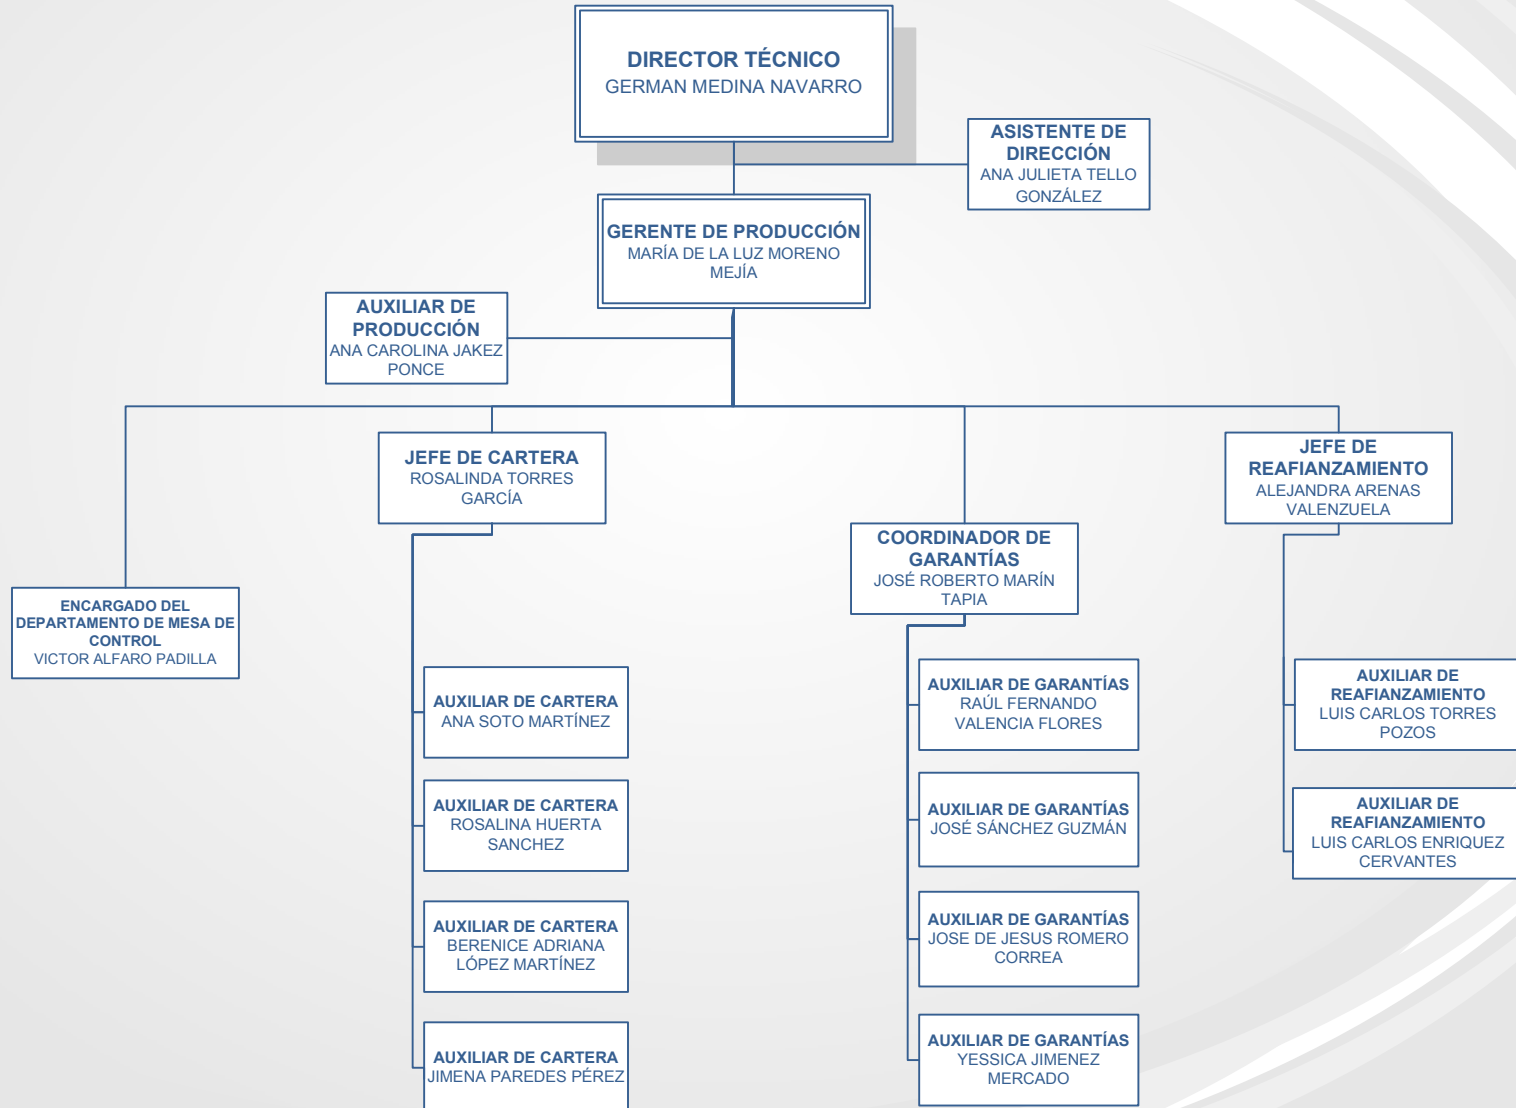 DIRECTOR TÉCNICO
GERMAN MEDINA NAVARRO
ASISTENTE DE
DIRECCIÓN
ANA JULIETA TELLO
GONZÁLEZ
GERENTE DE PRODUCCIÓN
MARÍA DE LA LUZ MORENO
MEJÍA
AUXILIAR DE
PRODUCCIÓN
ANA CAROLINA JAKEZ
PONCE
ENCARGADO DEL
DEPARTAMENTO DE MESA DE
CONTROL
VICTOR ALFARO PADILLA
JEFE DE CARTERA
ROSALINDA TORRES
GARCÍA
AUXILIAR DE CARTERA
ANA SOTO MARTÍNEZ
AUXILIAR DE CARTERA
ROSALINA HUERTA
SANCHEZ
AUXILIAR DE CARTERA
BERENICE ADRIANA
LÓPEZ MARTÍNEZ
AUXILIAR DE CARTERA
JIMENA PAREDES PÉREZ
COORDINADOR DE
GARANTÍAS
JOSÉ ROBERTO MARÍN
TAPIA
AUXILIAR DE GARANTÍAS
RAÚL FERNANDO
VALENCIA FLORES
AUXILIAR DE GARANTÍAS
JOSÉ SÁNCHEZ GUZMÁN
AUXILIAR DE GARANTÍAS
JOSE DE JESUS ROMERO
CORREA
AUXILIAR DE GARANTÍAS
YESSICA JIMENEZ
MERCADO
JEFE DE
REAFIANZAMIENTO
ALEJANDRA ARENAS
VALENZUELA
AUXILIAR DE
REAFIANZAMIENTO
LUIS CARLOS TORRES
POZOS
AUXILIAR DE
REAFIANZAMIENTO
LUIS CARLOS ENRIQUEZ
CERVANTES